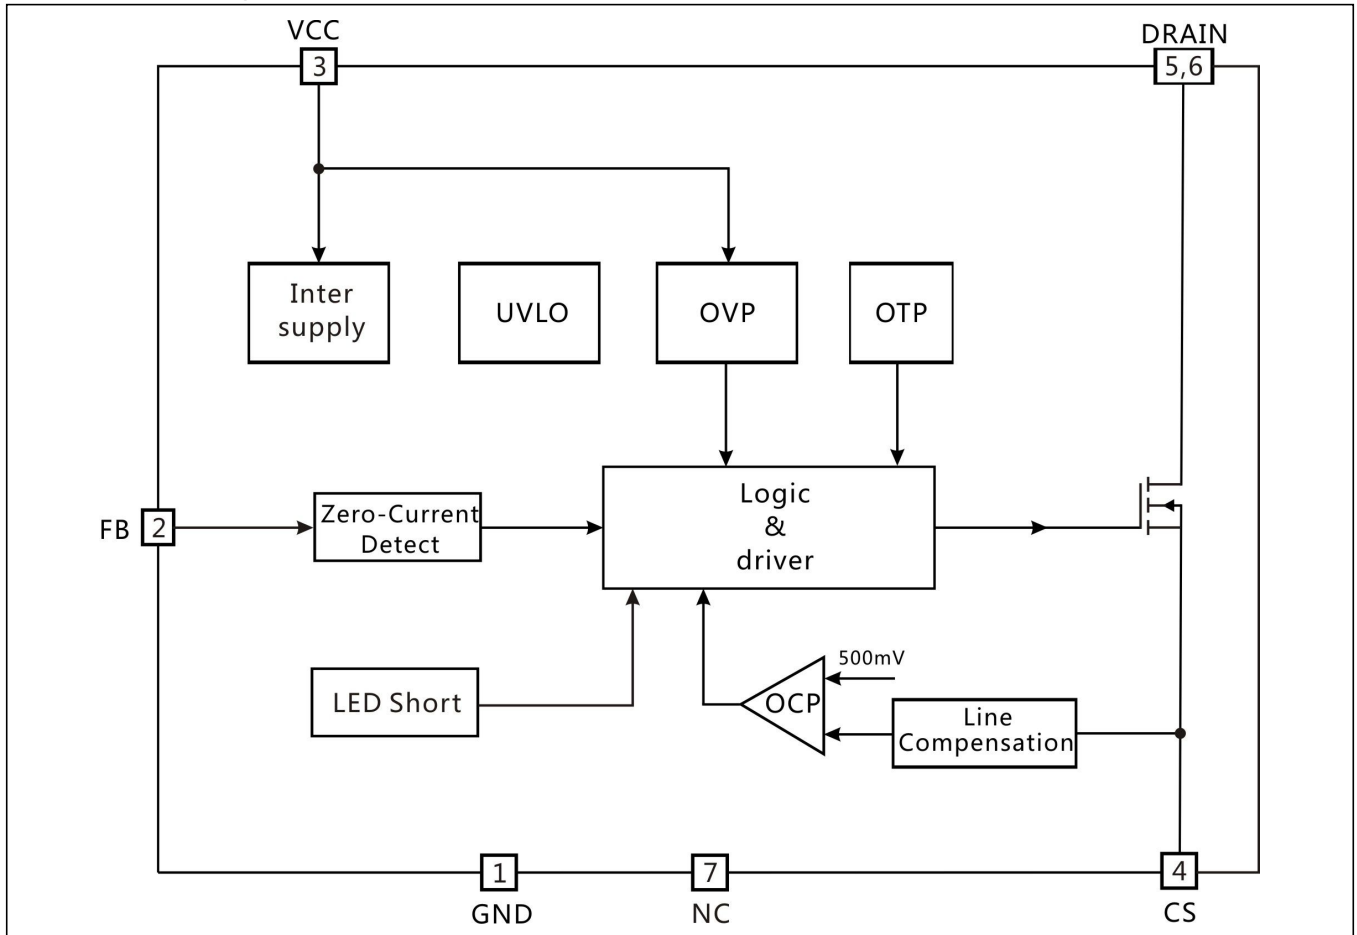 VCC
DRAIN
3
5,6
Inter
supply
UVLO
OVP
OTP
Logic
&
driver
FB
2
Zero-Current
Detect
LED Short
500mV
OCP
Line
Compensation
1
7
4
GND
NC
CS